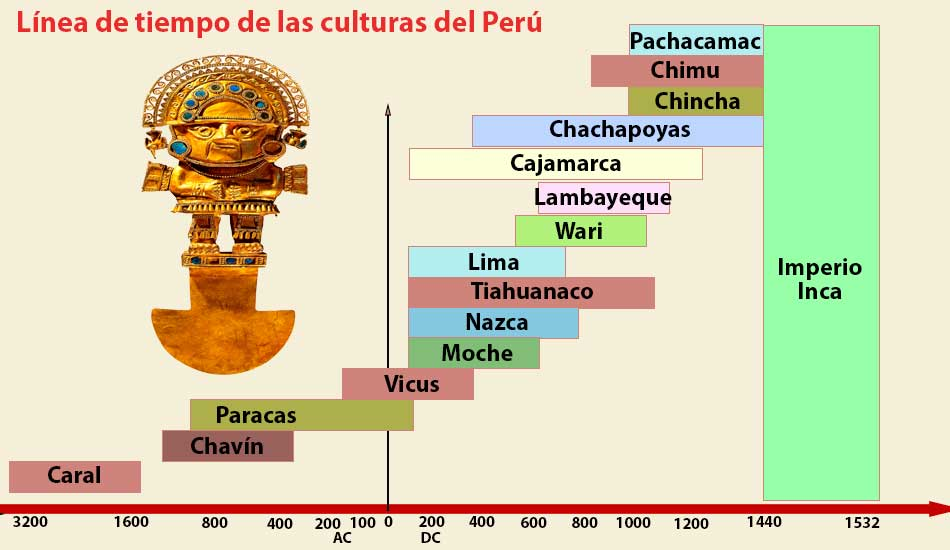 Línea de tiempo de las culturas del Perú
Pachacamac
Chimu
Chincha
Chachapoyas
Cajamarca
Lambayeque
Wari
Lima
Tiahuanaco
Nazca
Moche
Vicus
Paracas
Chavín
Caral
Imperio
Inca
3200 1600 800 400 200 100 0 200 400 600 800 1000 1200 1440 1532
AC DC